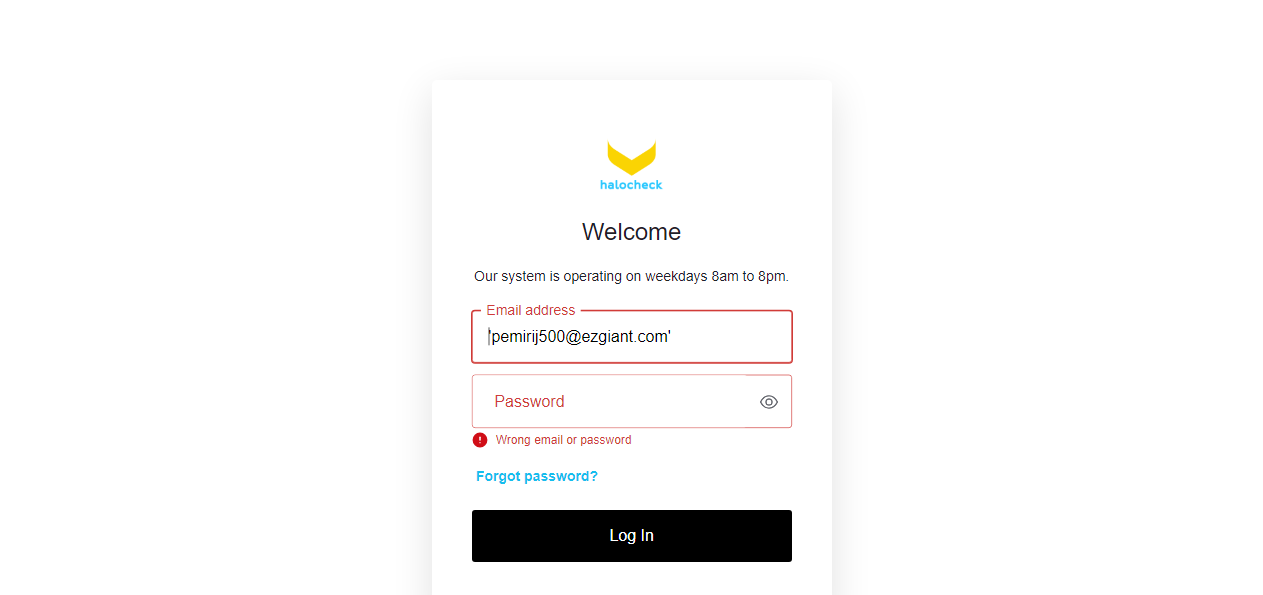 halocheck
Welcome
Our system is operating on weekdays 8am to 8pm.
Email address
'pemirij500@ezgiant.com'
Password
Wrong email or password
Forgot password?
Log In